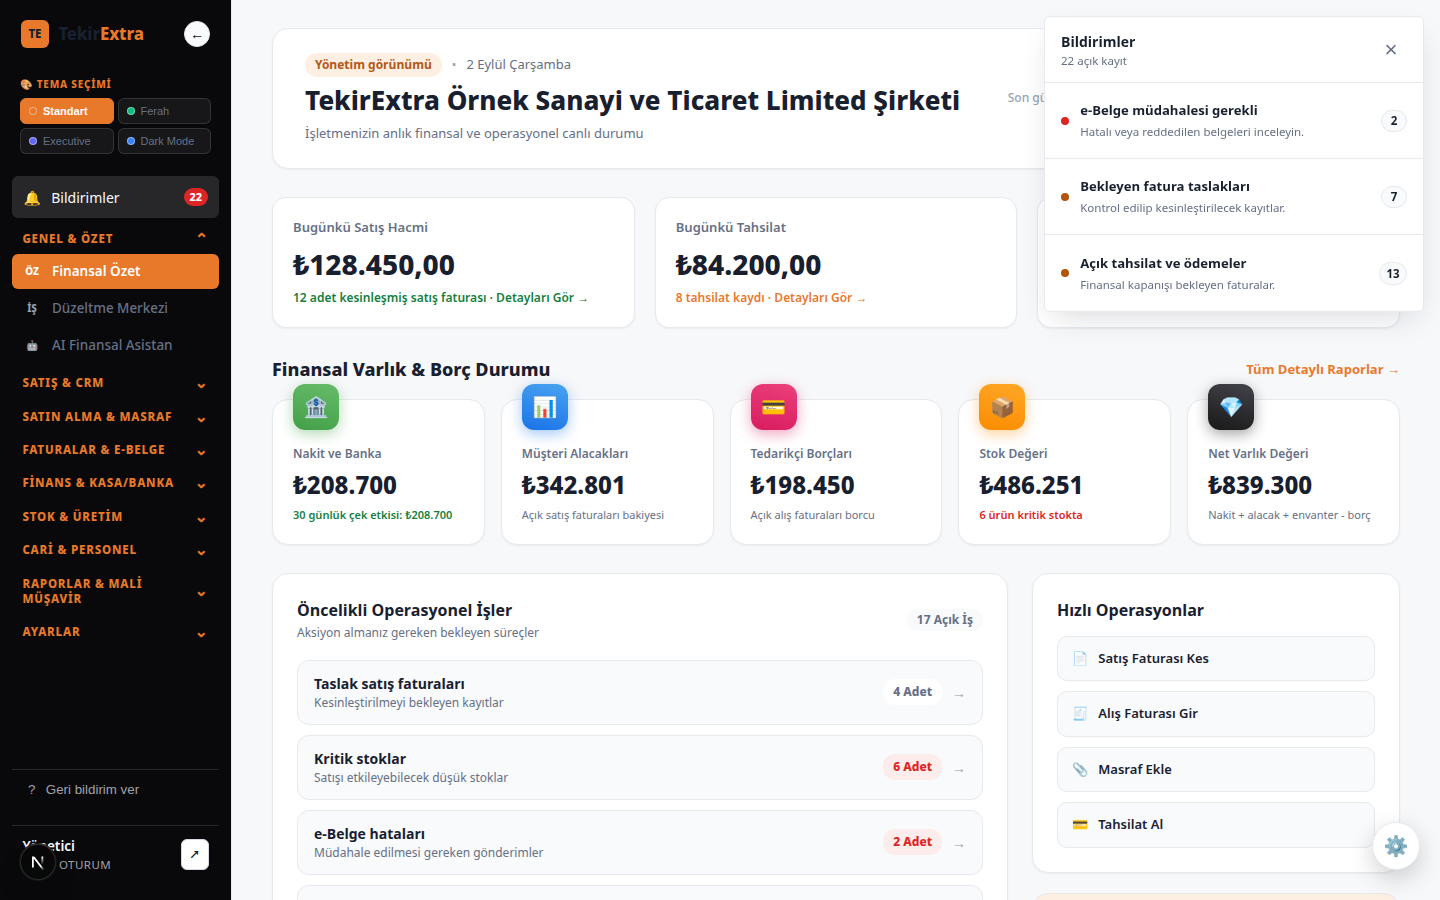 TE TekirExtra ←
🎨 TEMA SEÇİMİ
Standart Ferah
Executive Dark Mode
🔔 Bildirimler 22
GENEL & ÖZET
ÖZ Finansal Özet
İŞ Düzeltme Merkezi
AI Finansal Asistan
SATIŞ & CRM
SATIN ALMA & MASRAF
FATURALAR & E-BELGE
FİNANS & KASA/BANKA
STOK & ÜRETİM
CARİ & PERSONEL
RAPORLAR & MALİ
MÜŞAVİR
AYARLAR
? Geri bildirim ver
OTURUM
Yönetim görünümü • 2 Eylül Çarşamba
TekirExtra Örnek Sanayi ve Ticaret Limited Şirketi
Son
İşletmenizin anlık finansal ve operasyonel canlı durumu
Bildirimler
22 açık kayıt
e-Belge müdahalesi gerekli
Hatalı veya reddedilen belgeleri inceleyin.
2
Bekleyen fatura taslakları
Kontrol edilip kesinleştirilecek kayıtlar.
7
Açık tahsilat ve ödemeler
Finansal kapanışı bekleyen faturalar.
13
Bugünkü Satış Hacmi
₺128.450,00
12 adet kesinleşmiş satış faturası · Detayları Gör →
Bugünkü Tahsilat
₺84.200,00
8 tahsilat kaydı · Detayları Gör →
Finansal Varlık & Borç Durumu
Tüm Detaylı Raporlar →
Nakit ve Banka
₺208.700
30 günlük çek etkisi: ₺208.700
Müşteri Alacakları
₺342.801
Açık satış faturaları bakiyesi
Tedarikçi Borçları
₺198.450
Açık alış faturaları borcu
Stok Değeri
₺486.251
6 ürün kritik stokta
Net Varlık Değeri
₺839.300
Nakit + alacak + envanter - borç
Öncelikli Operasyonel İşler
Aksiyon almanız gereken bekleyen süreçler
17 Açık İş
Taslak satış faturaları
Kesinleştirilmeyi bekleyen kayıtlar
4 Adet →
Kritik stoklar
Satışı etkileyebilecek düşük stoklar
6 Adet →
e-Belge hataları
Müdahale edilmesi gereken gönderimler
2 Adet →
Hızlı Operasyonlar
Satış Faturası Kes
Alış Faturası Gir
Masraf Ekle
Tahsilat Al